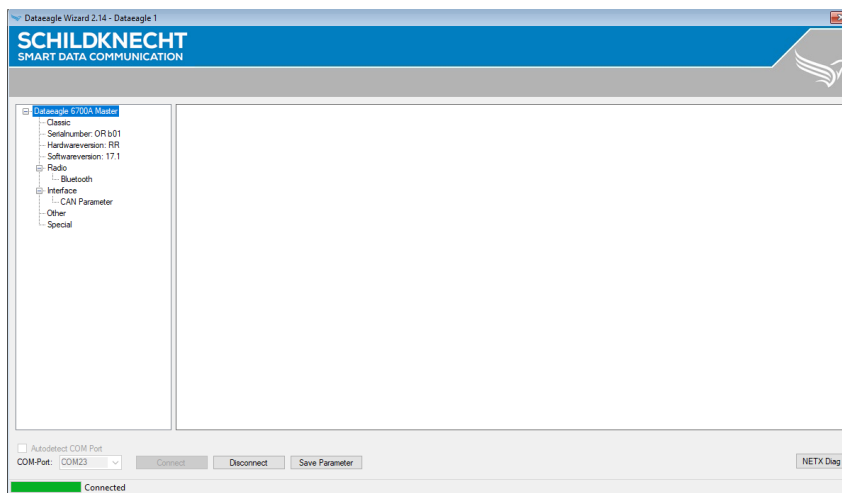 Dataeagle Wizard 2.14 - Dataeagle 1
SCHILDKNECHT
SMART DATA COMMUNICATION
Dataeagle 6700A Master
Classic
Serialnumber: OR b01
Hardwareversion: RR
Softwareversion: 17.1
Radio
Bluetooth
Interface
CAN Parameter
Other
Special
Autodetect COM Port
COM-Port: COM23 Connect Disconnect Save Parameter NETX Diag
Connected